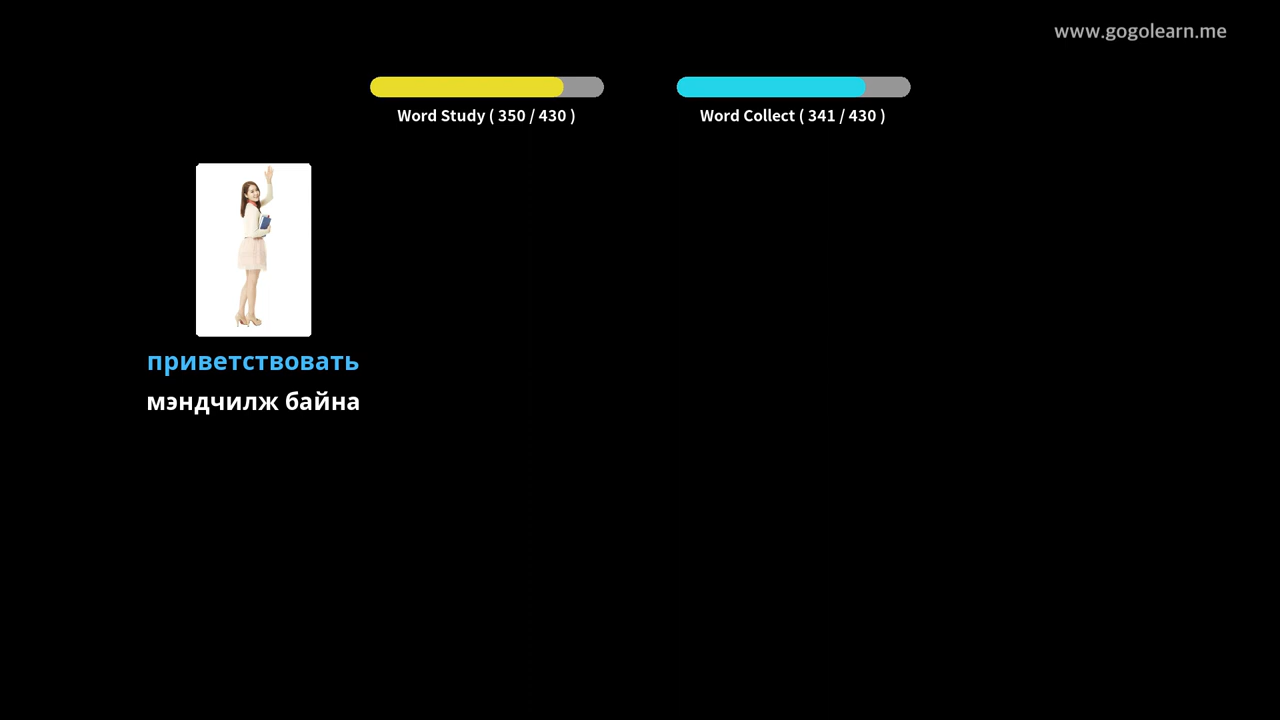 www.gogolearn.me
Word Study ( 350 / 430 )
Word Collect ( 341 / 430 )
приветствовать
мэндчилж байна